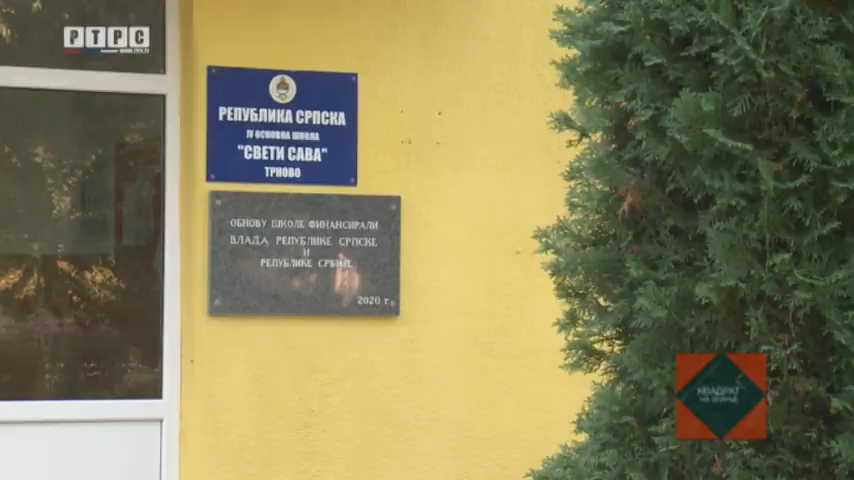 РТРС
РЕПУБЛИКА СРПСКА
ЈУ ОСНОВНА ШКОЛА
"СВЕТИ САВА"
ТРНОВО
ОБНОВУ ШКОЛЕ ФИНАНСИРАЛИ
ВЛАДА РЕПУБЛИКЕ СРПСКЕ
И
РЕПУБЛИКЕ СРБИЈЕ
2020 г.
КВАДРАТ